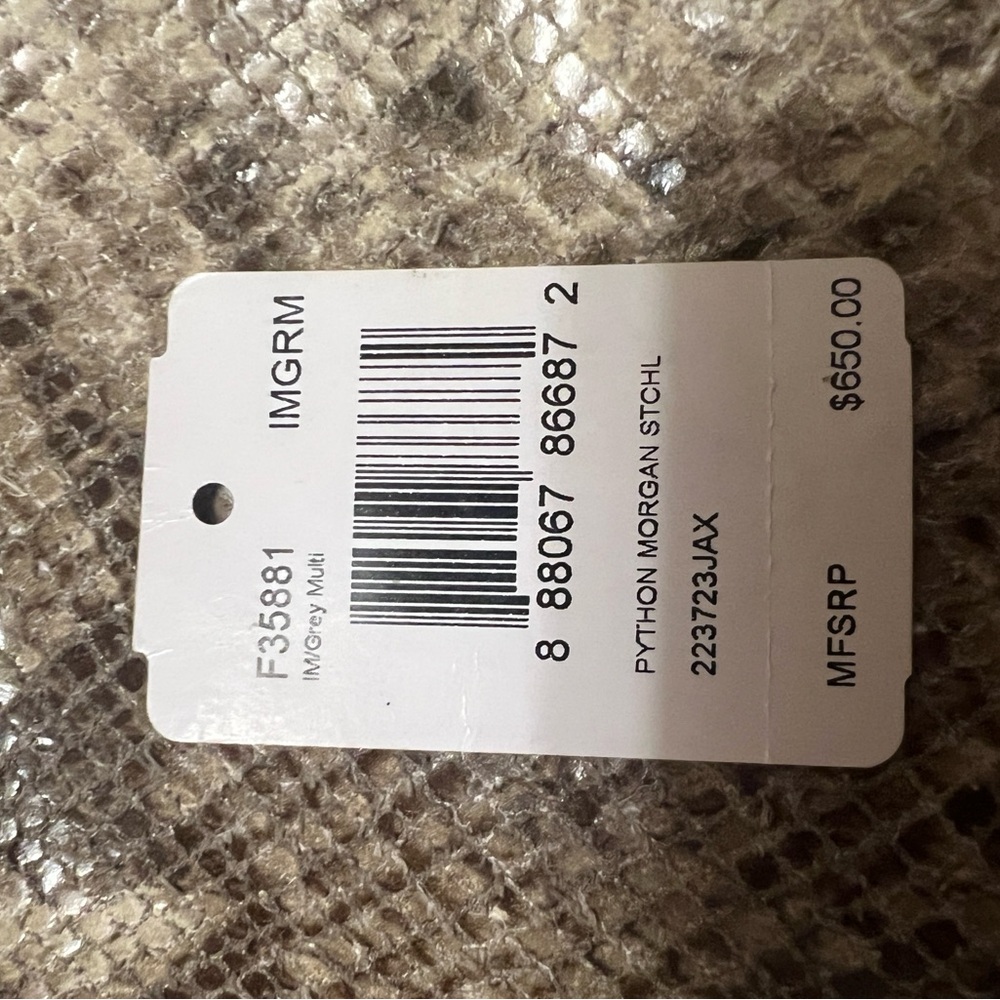 F35881 IMGRM
IM/Grey Multi
8 88067 86687 2
PYTHON MORGAN STCHL
223723JAX
MFSRP $650.00